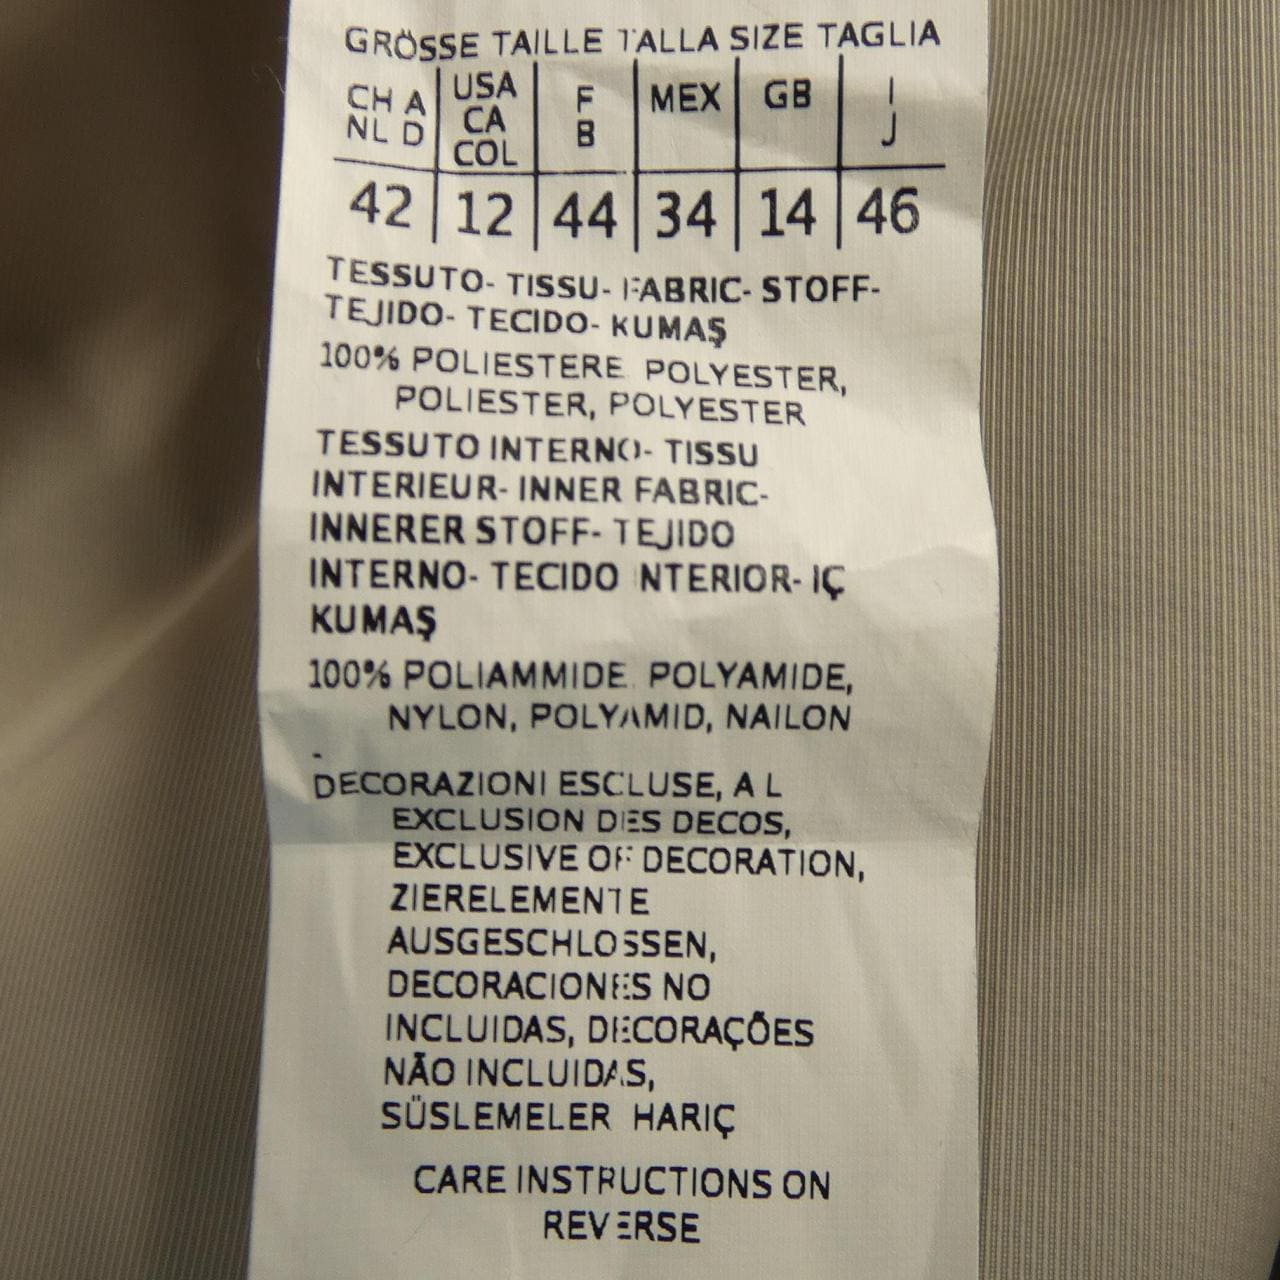 GRÖSSE TAILLE TALLA SIZE TAGLIA
CH A NL D | USA CA COL | F B | MEX | GB | I J
42 | 12 | 44 | 34 | 14 | 46
TESSUTO- TISSU- FABRIC- STOFF-
TEJIDO- TECIDO- KUMAŞ
100% POLIESTERE POLYESTER,
POLIESTER, POLYESTER
TESSUTO INTERNO- TISSU
INTERIEUR- INNER FABRIC-
INNERER STOFF- TEJIDO
INTERNO- TECIDO INTERIOR- IÇ
KUMAŞ
100% POLIAMMIDE, POLYAMIDE,
NYLON, POLYAMID, NAILON
-
DECORAZIONI ESCLUSE, A L
EXCLUSION DES DECOS,
EXCLUSIVE OF DECORATION,
ZIERELEMENTE
AUSGESCHLOSSEN,
DECORACIONES NO
INCLUIDAS, DECORAÇÕES
NÃO INCLUIDAS,
SÜSLEMELER HARIÇ
CARE INSTRUCTIONS ON
REVERSE